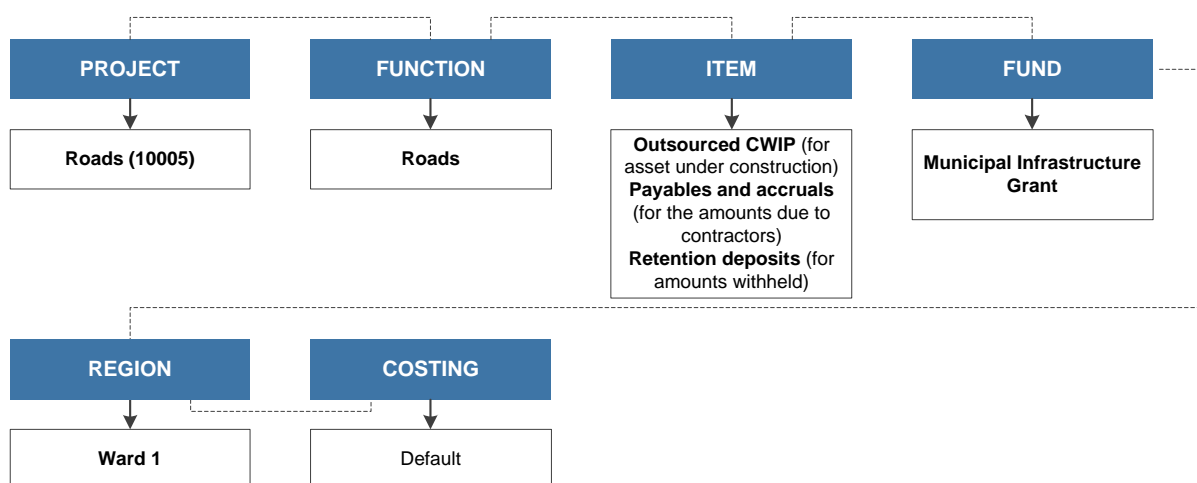 PROJECT
FUNCTION
ITEM
FUND
Roads (10005)
Roads
Outsourced CWIP (for
asset under construction)
Payables and accruals
(for the amounts due to
contractors)
Retention deposits (for
amounts withheld)
Municipal Infrastructure
Grant
REGION
COSTING
Ward 1
Default